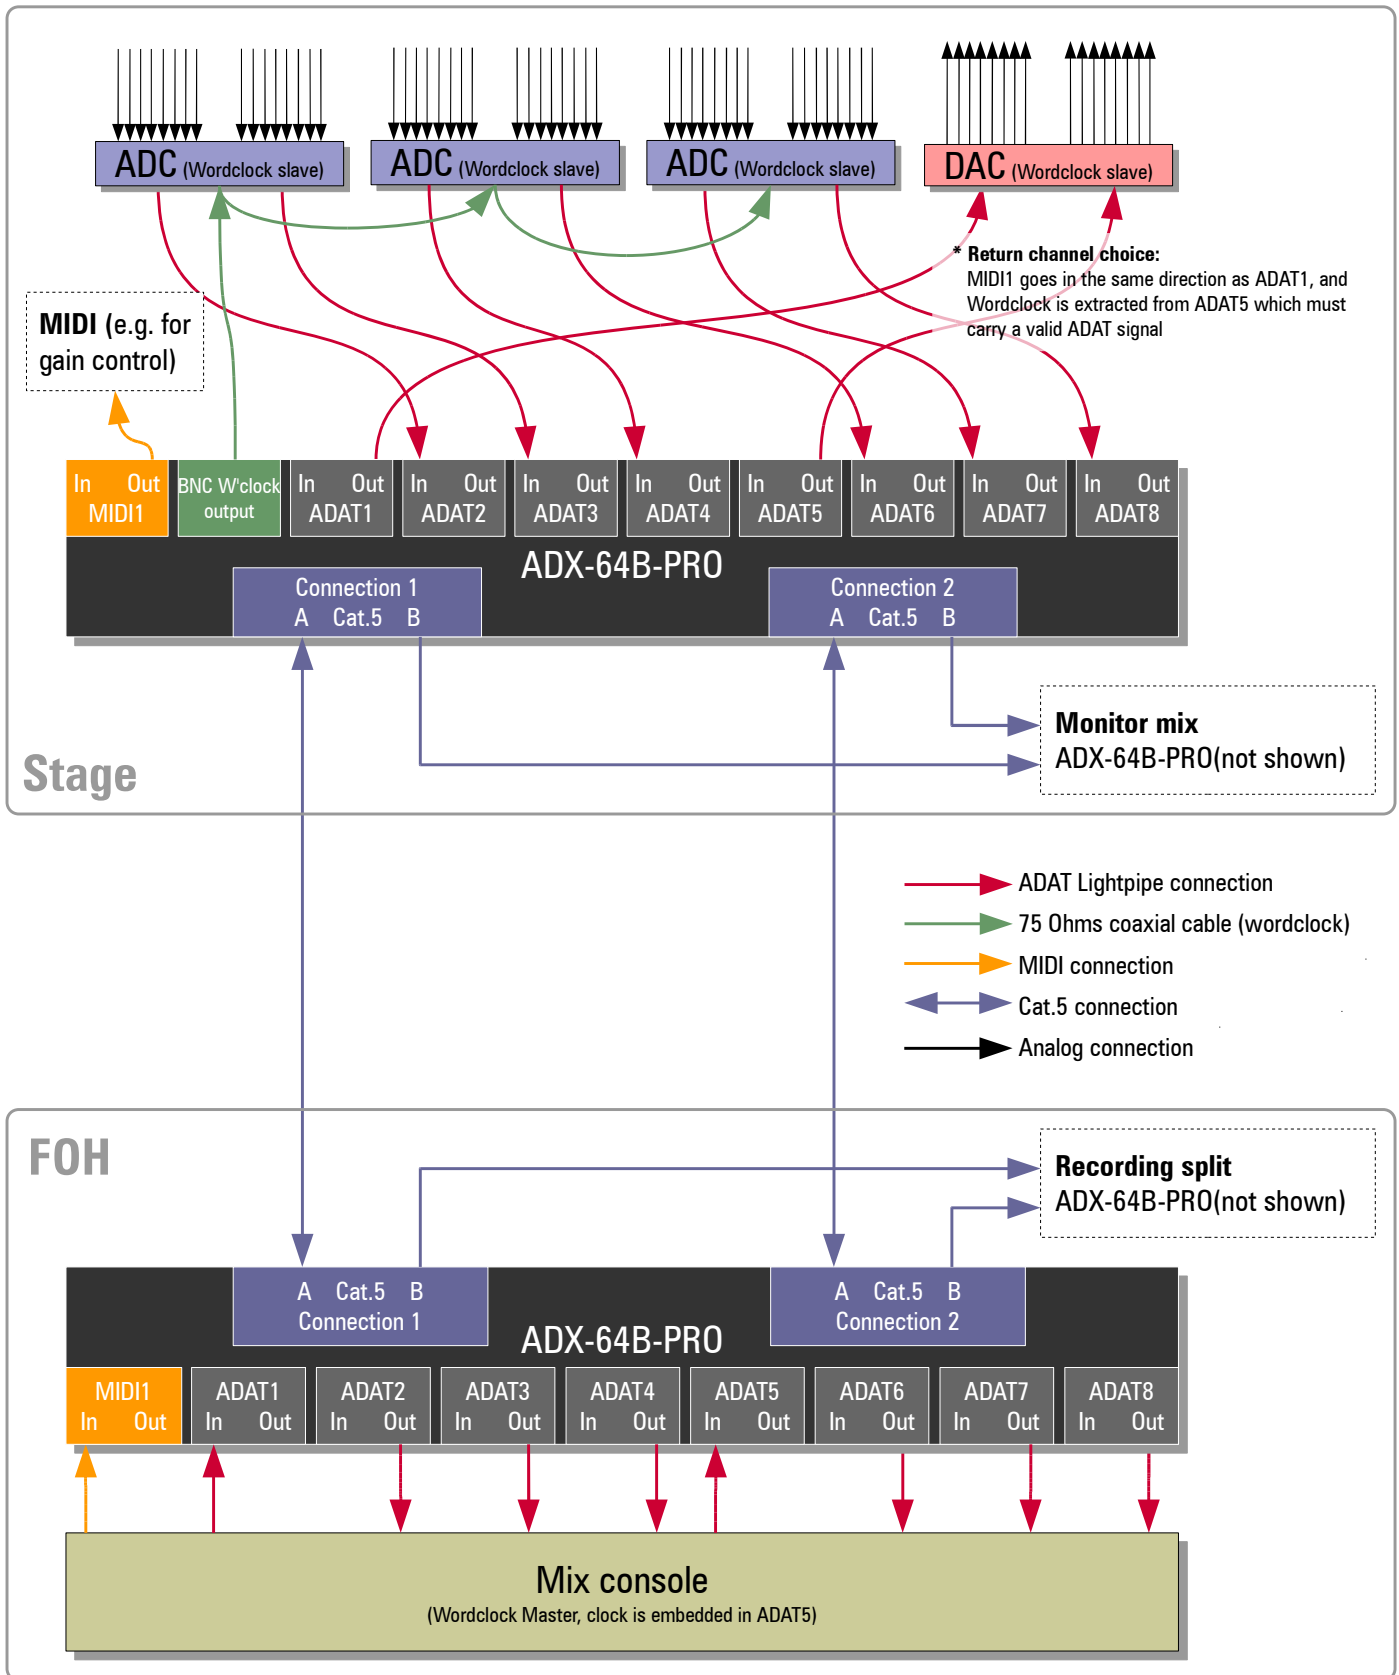 ADC (Wordclock slave)
ADC (Wordclock slave)
ADC (Wordclock slave)
DAC (Wordclock slave)
* Return channel choice:
MIDI1 goes in the same direction as ADAT1, and
Wordclock is extracted from ADAT5 which must
carry a valid ADAT signal
MIDI (e.g. for
gain control)
In Out
MIDI1
BNC W'clock
output
In Out
ADAT1
In Out
ADAT2
In Out
ADAT3
In Out
ADAT4
In Out
ADAT5
In Out
ADAT6
In Out
ADAT7
In Out
ADAT8
ADX-64B-PRO
Connection 1
A Cat.5 B
Connection 2
A Cat.5 B
Monitor mix
ADX-64B-PRO(not shown)
Stage
ADAT Lightpipe connection
75 Ohms coaxial cable (wordclock)
MIDI connection
Cat.5 connection
Analog connection
FOH
Recording split
ADX-64B-PRO(not shown)
A Cat.5 B
Connection 1
A Cat.5 B
Connection 2
ADX-64B-PRO
MIDI1
In Out
ADAT1
In Out
ADAT2
In Out
ADAT3
In Out
ADAT4
In Out
ADAT5
In Out
ADAT6
In Out
ADAT7
In Out
ADAT8
In Out
Mix console
(Wordclock Master, clock is embedded in ADAT5)